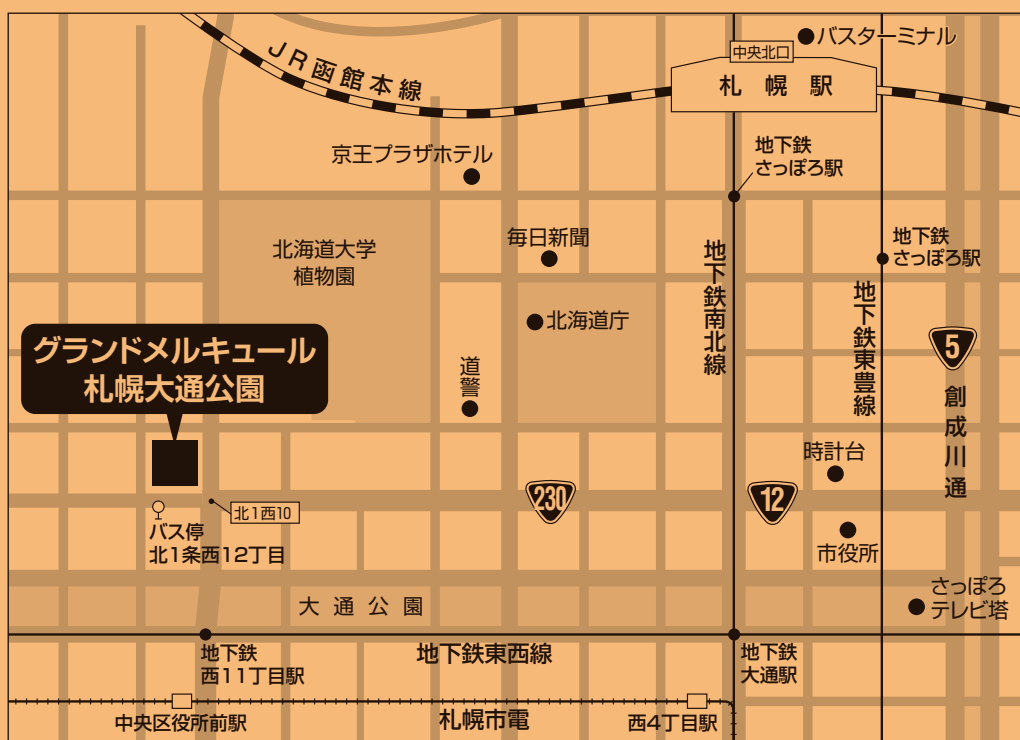 中央北口
バスターミナル
JR函館本線
札幌駅
京王プラザホテル
地下鉄
さっぽろ駅
毎日新聞
北海道大学
植物園
地下鉄南北線
地下鉄
さっぽろ駅
地下鉄東豊線
北海道庁
5
創成川通
グランドメルキュール
札幌大通公園
道警
時計台
230
12
北1西10
バス停
北1条西12丁目
市役所
さっぽろ
テレビ塔
大通公園
地下鉄
西11丁目駅
地下鉄東西線
地下鉄
大通駅
中央区役所前駅
札幌市電
西4丁目駅